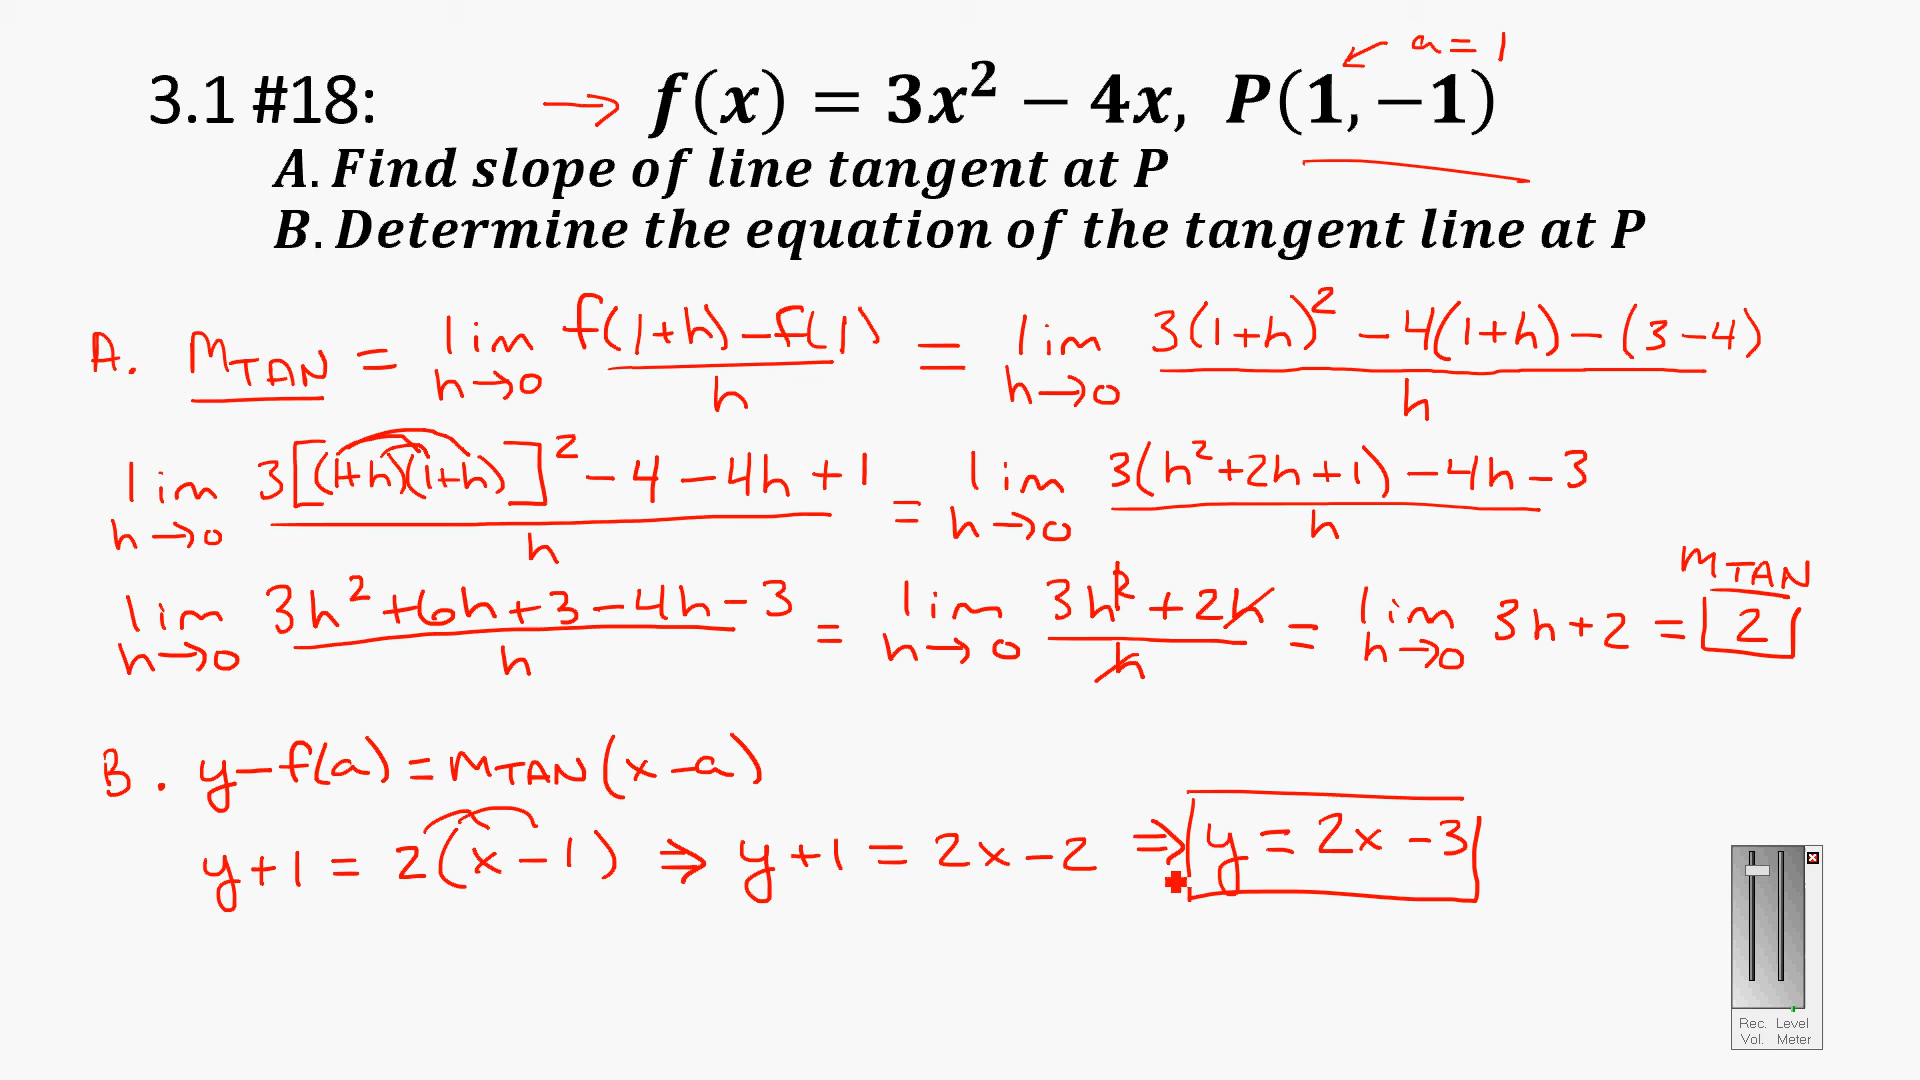 a = 1
3.1 #18: → f(x) = 3x² − 4x, P(1, −1)
A. Find slope of line tangent at P
B. Determine the equation of the tangent line at P
A. M_TAN = lim h→0 (f(1+h) − f(1))/h = lim h→0 (3(1+h)² − 4(1+h) − (3−4))/h
lim h→0 (3[(1+h)(1+h)]² − 4 − 4h + 1)/h = lim h→0 (3(h²+2h+1) − 4h − 3)/h
M_TAN
lim h→0 (3h² + 6h + 3 − 4h − 3)/h = lim h→0 (3h² + 2h)/h = lim h→0 3h + 2 = 2
B. y − f(a) = M_TAN (x − a)
y + 1 = 2(x − 1) ⇒ y + 1 = 2x − 2 ⇒ y = 2x − 3
Rec. Level
Vol. Meter